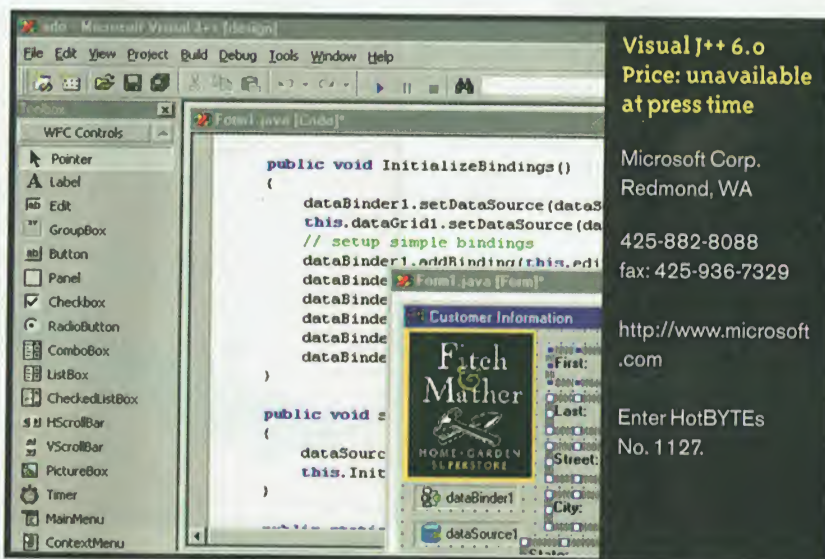 ado - Microsoft Visual J++ [design]
File Edit View Project Build Debug Tools Window Help
Toolbox
WFC Controls
Pointer
Label
Edit
GroupBox
Button
Panel
Checkbox
RadioButton
ComboBox
ListBox
CheckedListBox
HScrollBar
VScrollBar
PictureBox
Timer
MainMenu
ContextMenu
Form1.java [Code]*
public void InitializeBindings()
{
dataBinder1.setDataSource(dataS
this.dataGrid1.setDataSource(da
// setup simple bindings
dataBinder1.addBinding(this.edi
dataBinde
dataBinde
dataBinde
dataBinde
dataBinde
}
public void s
{
dataSourc
this.Init
}
Form1.java [Form]*
Customer Information
Fitch
&
Mather
HOME · GARDEN
SUPERSTORE
dataBinder1
dataSource1
First:
Last:
Street:
City:
State:
Visual J++ 6.0
Price: unavailable
at press time
Microsoft Corp.
Redmond, WA
425-882-8088
fax: 425-936-7329
http://www.microsoft
.com
Enter HotBYTEs
No. 1127.